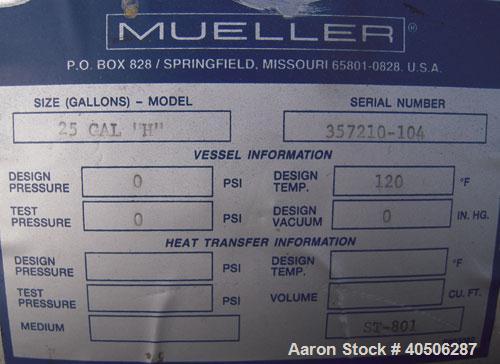 MUELLER®
P.O. BOX 828 / SPRINGFIELD, MISSOURI 65801-0828. U.S.A.
SIZE (GALLONS) – MODEL SERIAL NUMBER
25 GAL "H" 357210-104
VESSEL INFORMATION
DESIGN PRESSURE 0 PSI DESIGN TEMP. 120 °F
TEST PRESSURE 0 PSI DESIGN VACUUM 0 IN. HG.
HEAT TRANSFER INFORMATION
DESIGN PRESSURE PSI DESIGN TEMP. °F
TEST PRESSURE PSI VOLUME CU. FT.
MEDIUM ST-801
Aaron Stock # 40506287